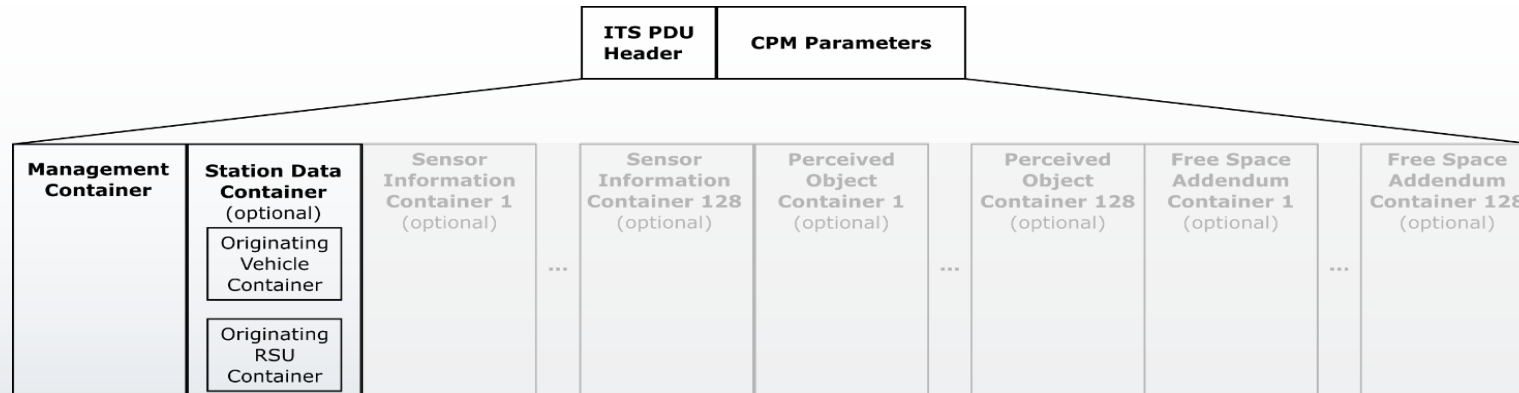 ITS PDU
Header
CPM Parameters
Management
Container
Station Data
Container
(optional)
Originating
Vehicle
Container
Originating
RSU
Container
Sensor
Information
Container 1
(optional)
...
Sensor
Information
Container 128
(optional)
Perceived
Object
Container 1
(optional)
...
Perceived
Object
Container 128
(optional)
Free Space
Addendum
Container 1
(optional)
...
Free Space
Addendum
Container 128
(optional)